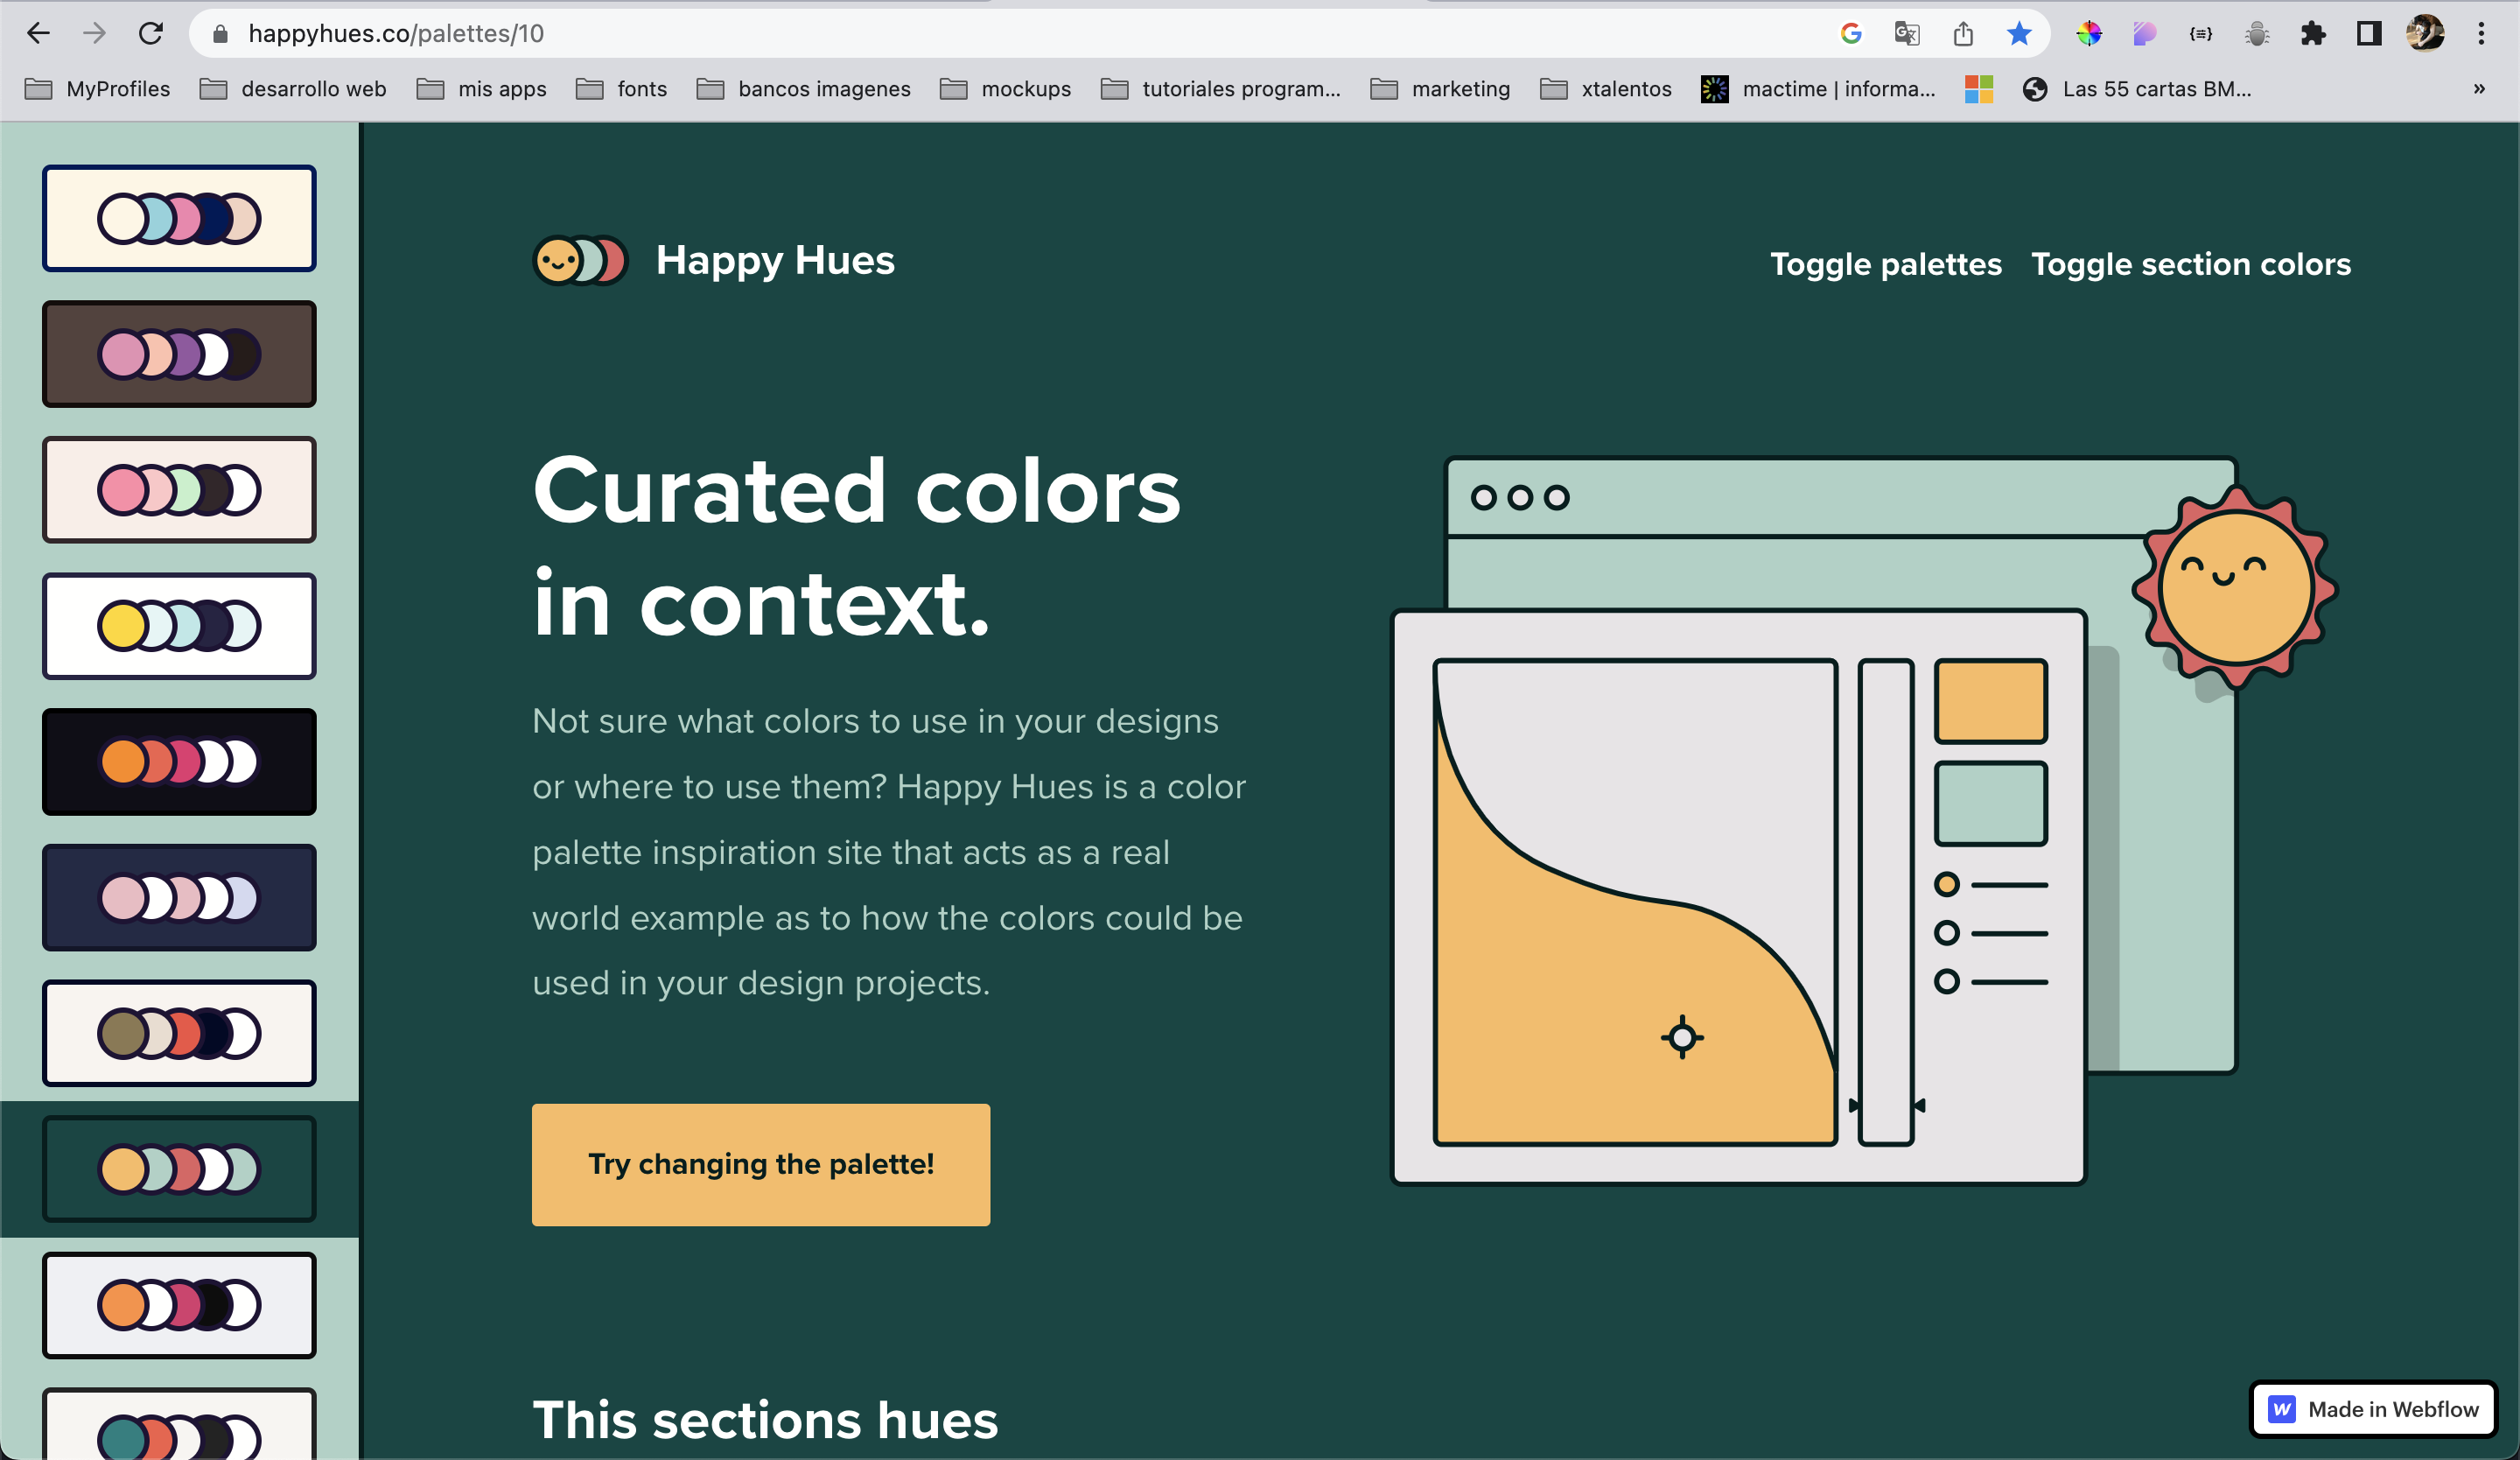 happyhues.co/palettes/10
MyProfiles desarrollo web mis apps fonts bancos imagenes mockups tutoriales program... marketing xtalentos mactime | informa... Las 55 cartas BM... »
Happy Hues
Toggle palettes Toggle section colors
Curated colors
in context.
Not sure what colors to use in your designs
or where to use them? Happy Hues is a color
palette inspiration site that acts as a real
world example as to how the colors could be
used in your design projects.
Try changing the palette!
This sections hues
Made in Webflow